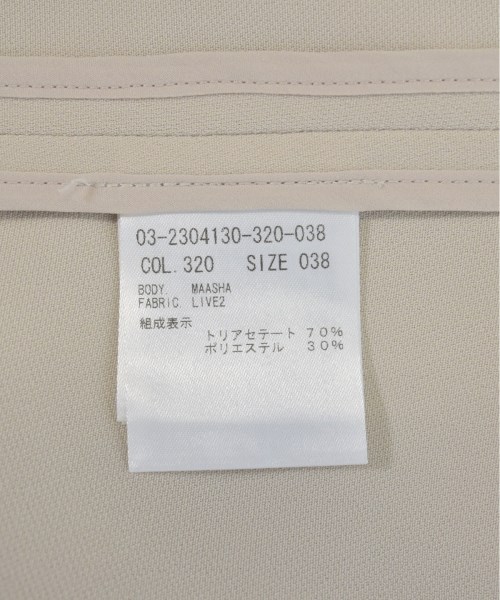 03-2304130-320-038
COL.320 SIZE 038
BODY. MAASHA
FABRIC. LIVE2
組成表示
トリアセテート 70%
ポリエステル 30%